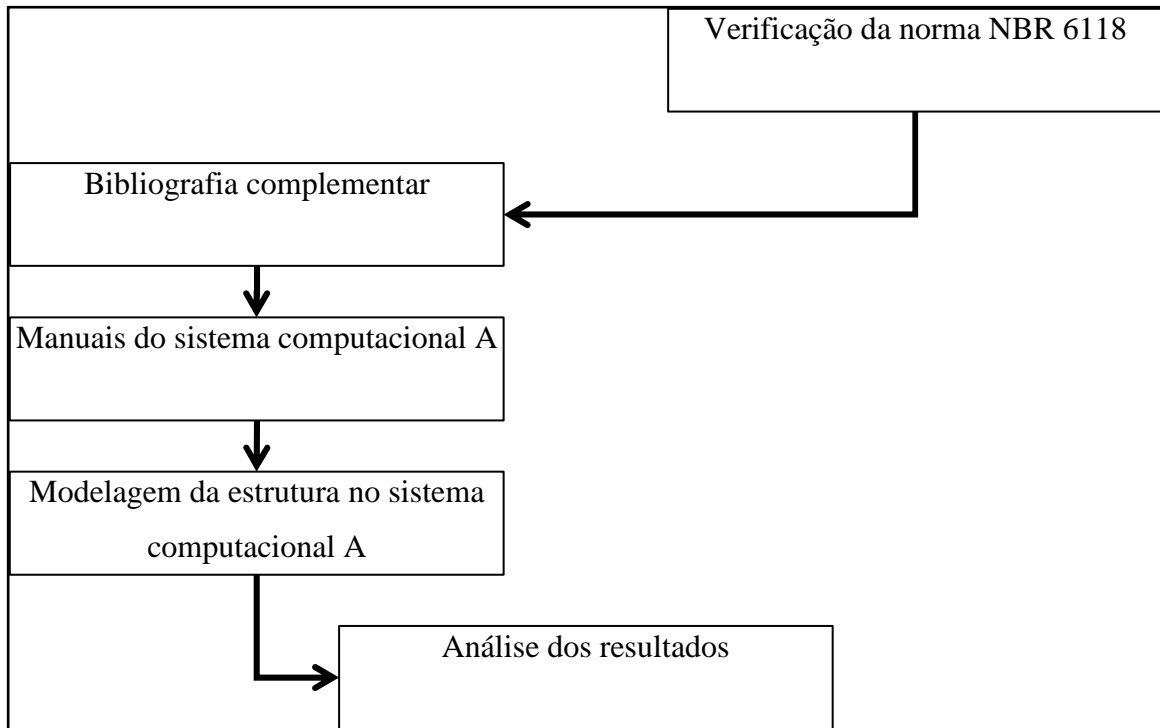 Verificação da norma NBR 6118
Bibliografia complementar
Manuais do sistema computacional A
Modelagem da estrutura no sistema
computacional A
Análise dos resultados